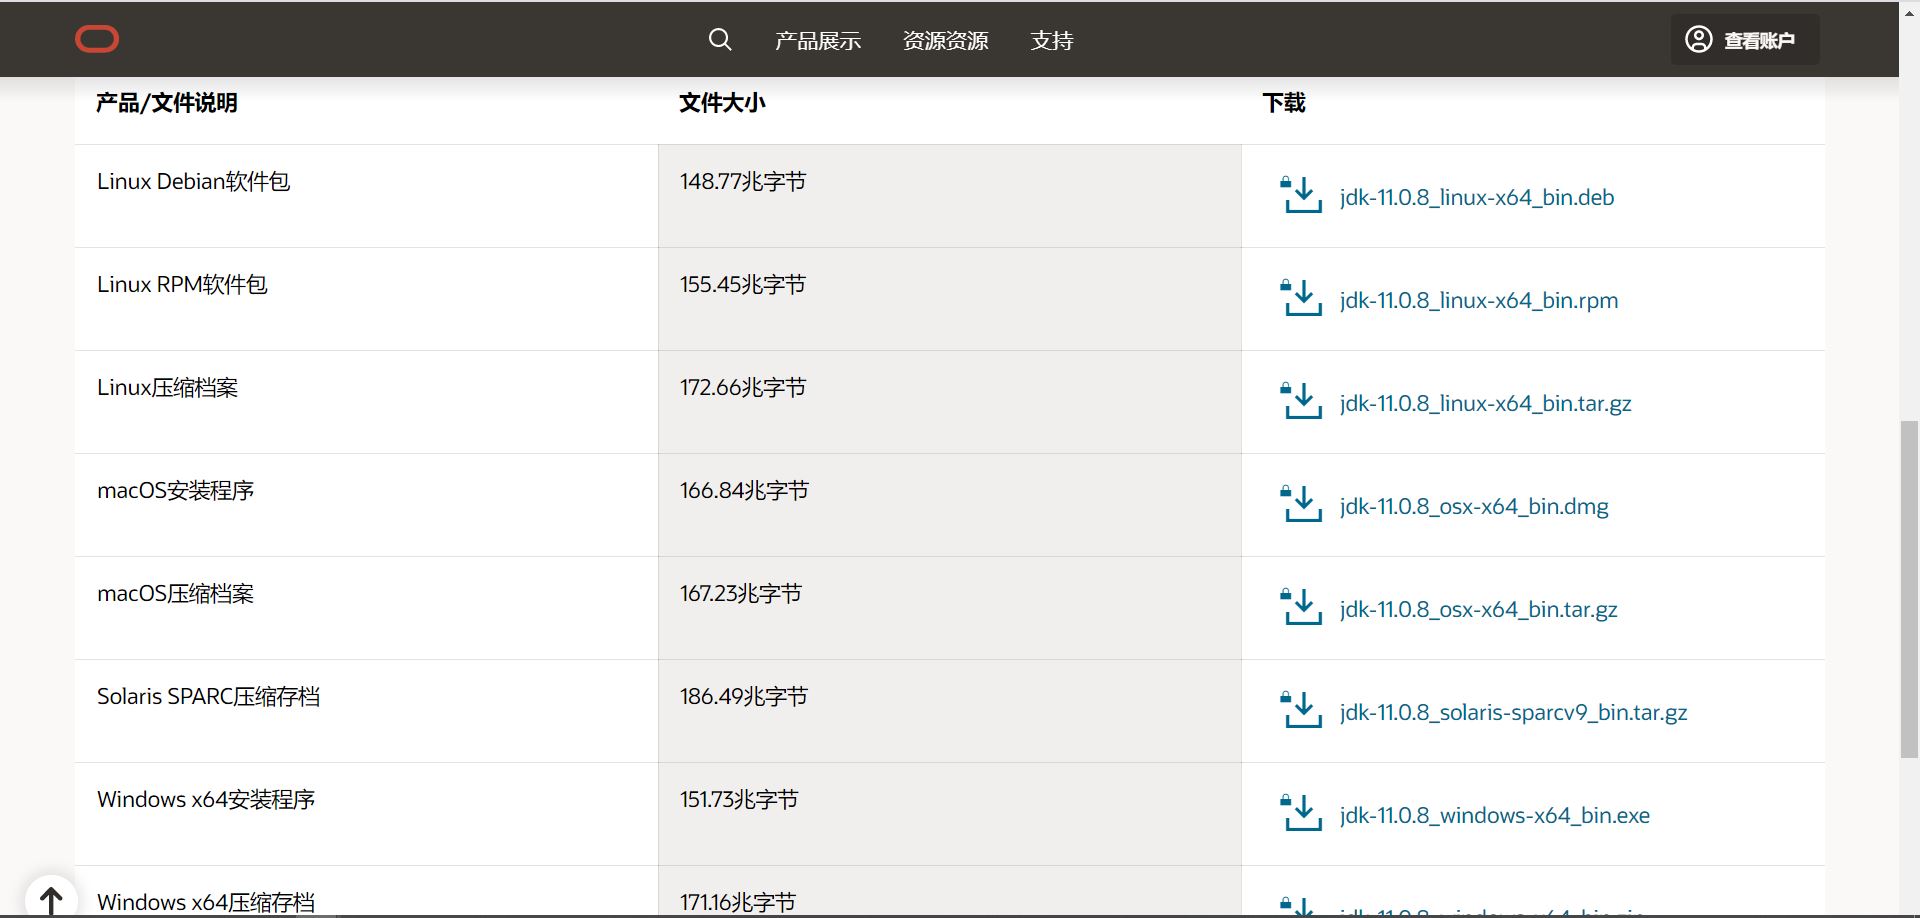 产品展示 资源资源 支持 查看账户
产品/文件说明 文件大小 下载
Linux Debian软件包 148.77兆字节 jdk-11.0.8_linux-x64_bin.deb
Linux RPM软件包 155.45兆字节 jdk-11.0.8_linux-x64_bin.rpm
Linux压缩档案 172.66兆字节 jdk-11.0.8_linux-x64_bin.tar.gz
macOS安装程序 166.84兆字节 jdk-11.0.8_osx-x64_bin.dmg
macOS压缩档案 167.23兆字节 jdk-11.0.8_osx-x64_bin.tar.gz
Solaris SPARC压缩存档 186.49兆字节 jdk-11.0.8_solaris-sparcv9_bin.tar.gz
Windows x64安装程序 151.73兆字节 jdk-11.0.8_windows-x64_bin.exe
Windows x64压缩存档 171.16兆字节